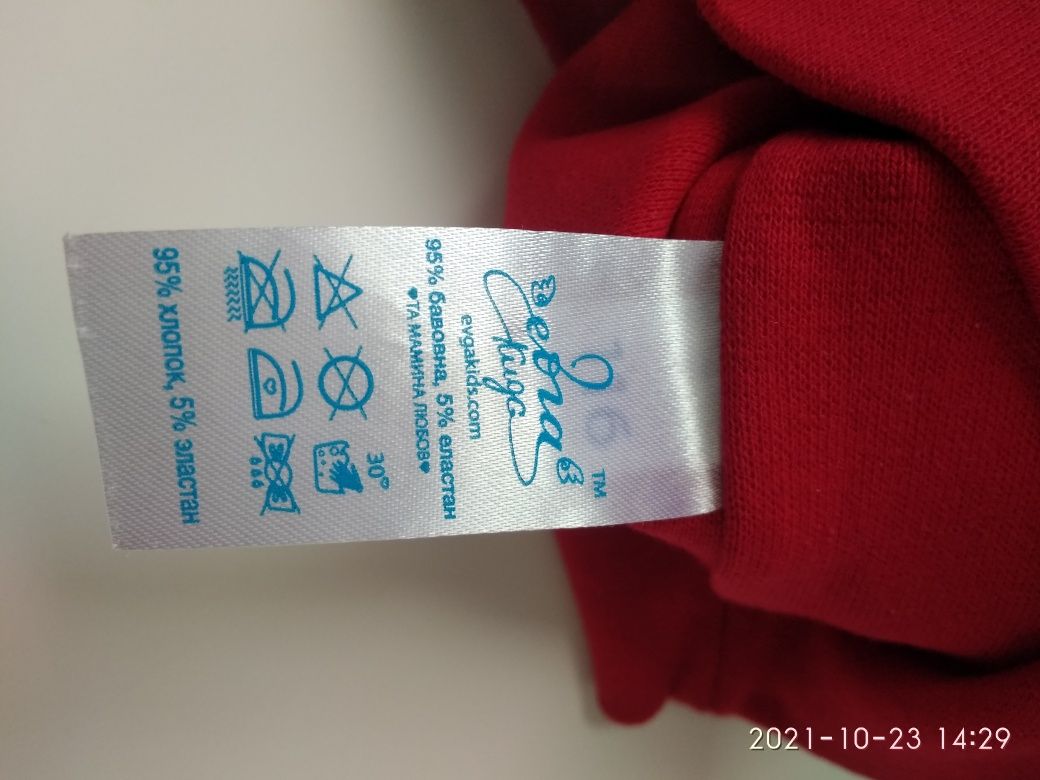 Евга
kids
™
evgakids.com
95% бавовна, 5% еластан
♥ТА МАМИНА ЛЮБОВ♥
30°
95% хлопок, 5% эластан
2021-10-23 14:29